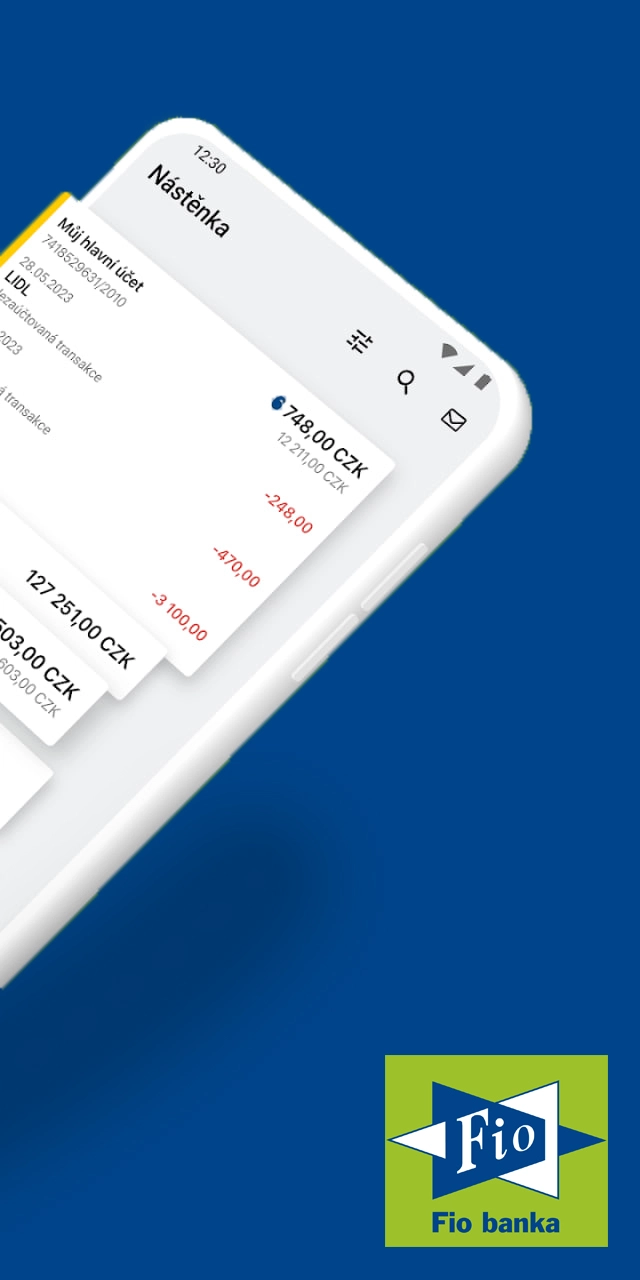 12:30
Nástěnka
Můj hlavní účet
7418529631/2010
6 748,00 CZK
12 211,00 CZK
28.05.2023
LIDL
-248,00
transakce
2023
-470,00
transakce
-3 100,00
127 251,00 CZK
503,00 CZK
603,00 CZK
Fio
Fio banka